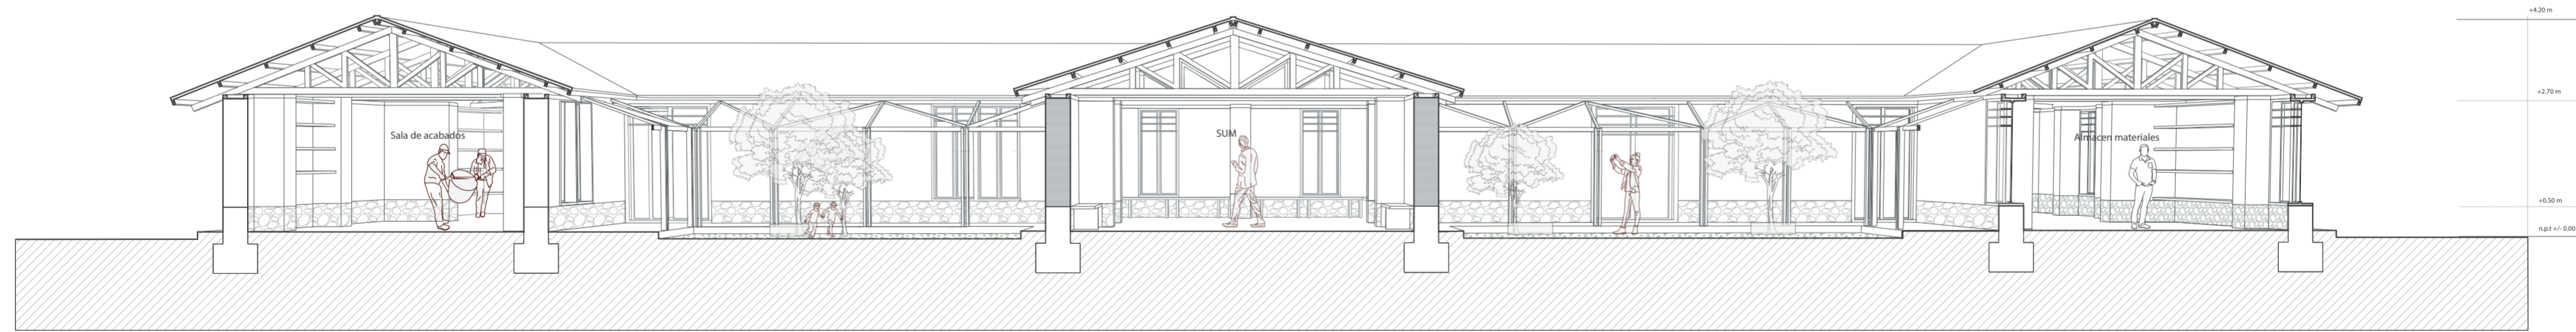 +4.20 m
+2.70 m
Sala de acabados
SUM
Almacen materiales
+0.50 m
n.p.t +/- 0.00